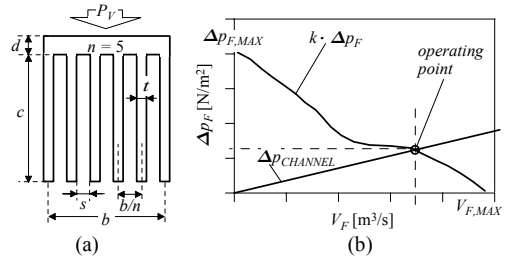 P_V
d
n = 5
t
c
s
b/n
b
(a)
Δp_F,MAX
k · Δp_F
operating
point
Δp_F [N/m²]
Δp_CHANNEL
V_F [m³/s]
V_F,MAX
(b)